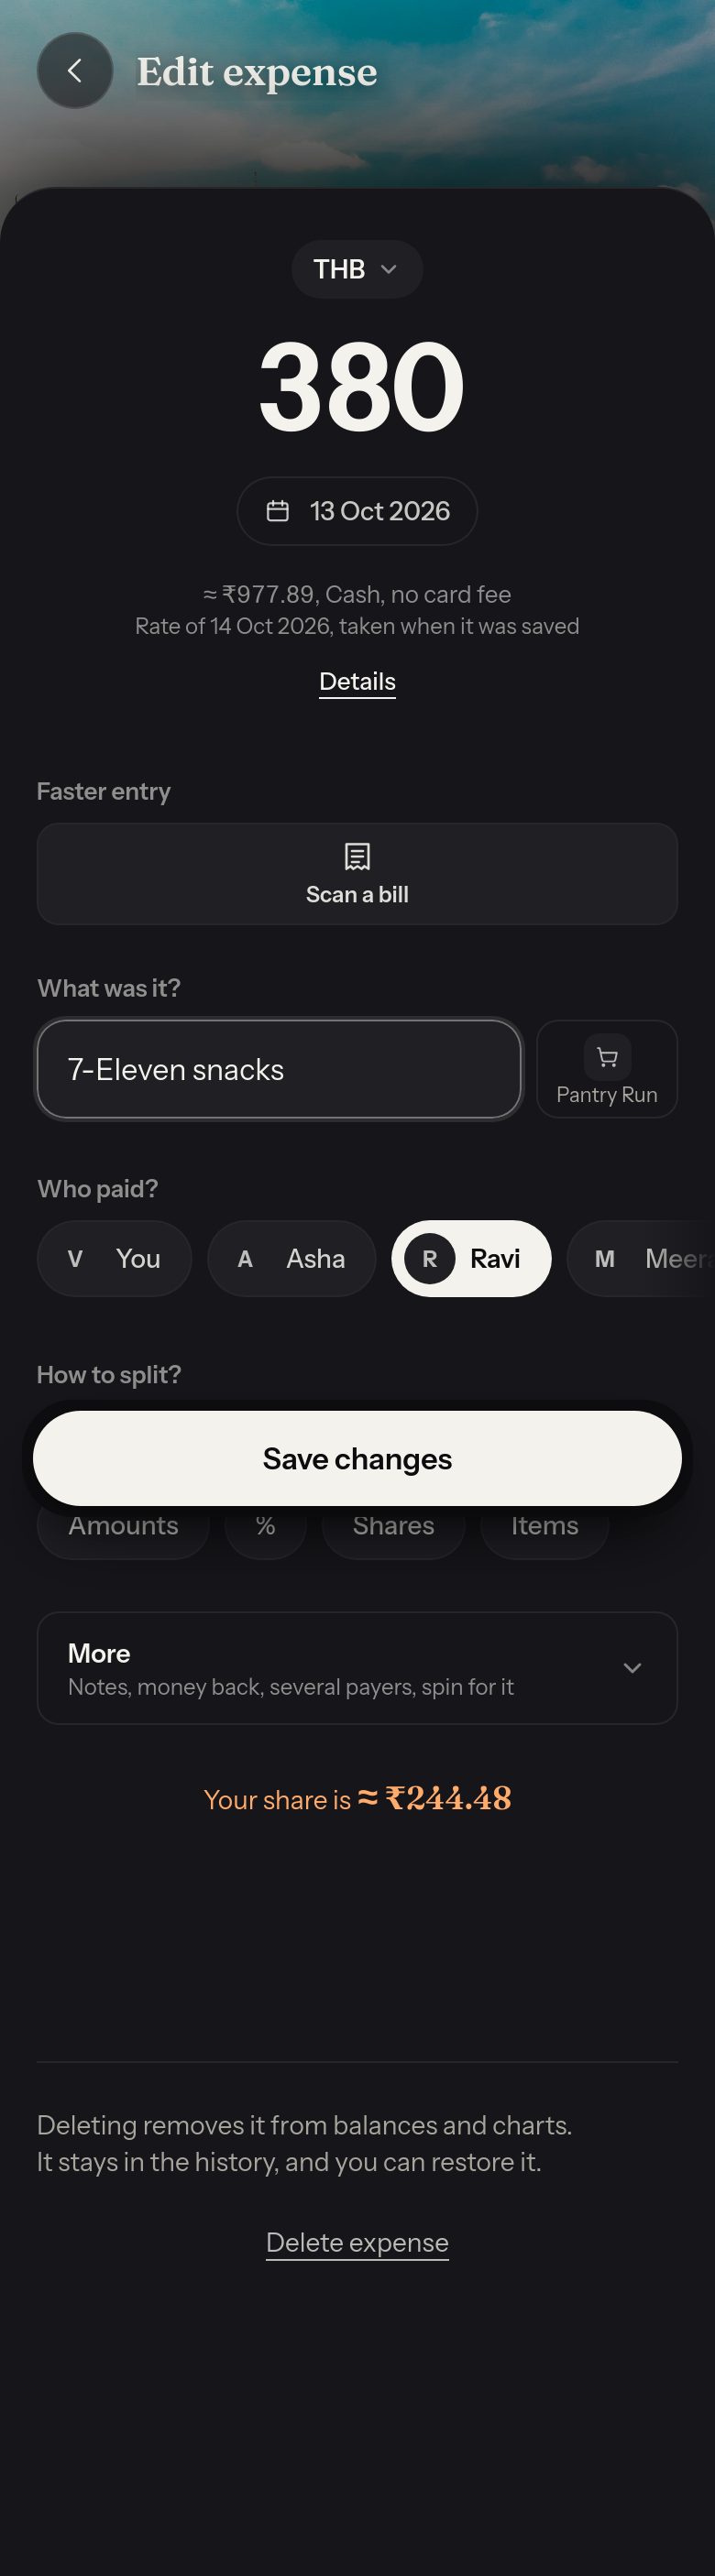 Edit expense
THB
380
13 Oct 2026
≈ ₹977.89, Cash, no card fee
Rate of 14 Oct 2026, taken when it was saved
Details
Faster entry
Scan a bill
What was it?
7-Eleven snacks
Pantry Run
Who paid?
V You A Asha R Ravi M Meera
How to split?
Save changes
Amounts % Shares Items
More
Notes, money back, several payers, spin for it
Your share is ≈ ₹244.48
Deleting removes it from balances and charts.
It stays in the history, and you can restore it.
Delete expense